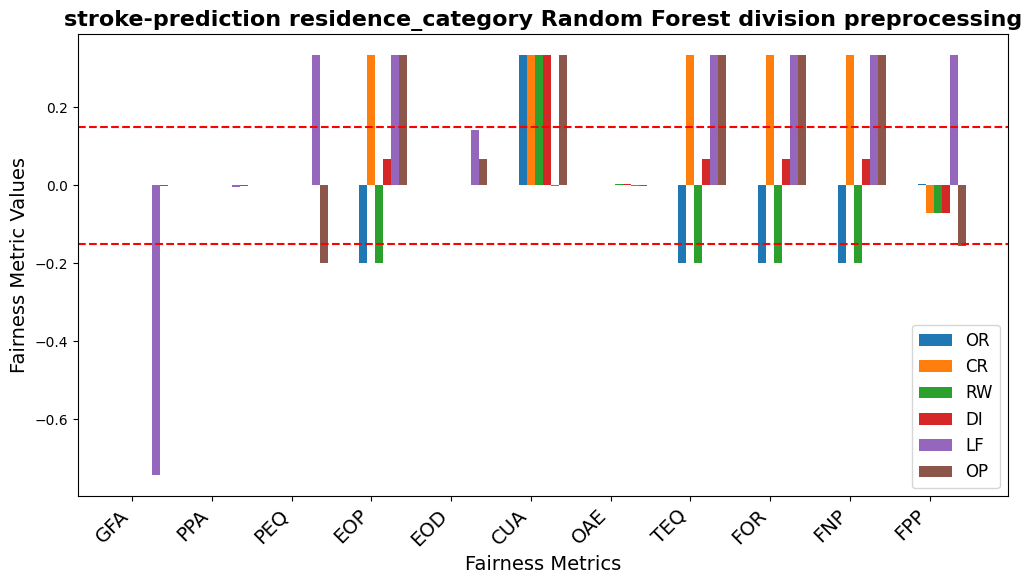 stroke-prediction residence_category Random Forest division preprocessing
Fairness Metric Values
0.2
0.0
−0.2
−0.4
−0.6
OR
CR
RW
DI
LF
OP
GFA
PPA
PEQ
EOP
EOD
CUA
OAE
TEQ
FOR
FNP
FPP
Fairness Metrics